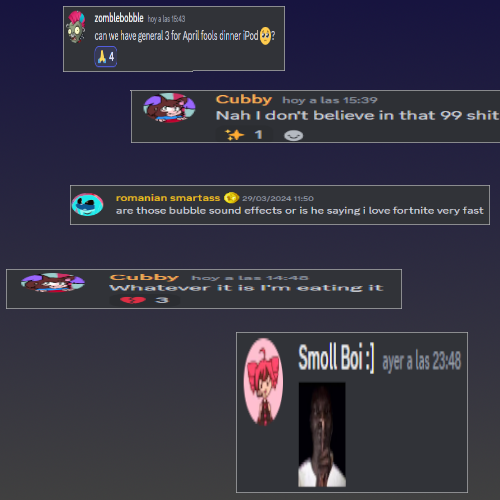 zomblebobble hoy a las 15:43
can we have general 3 for April fools dinner iPod 🥺?
🙏 4
Cubby hoy a las 15:39
Nah I don't believe in that 99 shit
✨ 1
romanian smartass 29/03/2024 11:50
are those bubble sound effects or is he saying i love fortnite very fast
Cubby hoy a las 14:48
Whatever it is I'm eating it
💔 3
Smoll Boi :] ayer a las 23:48